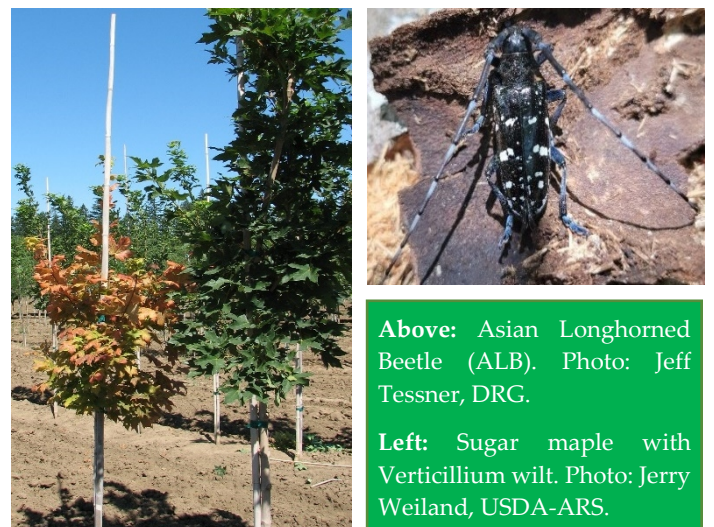 Above: Asian Longhorned
Beetle (ALB). Photo: Jeff
Tessner, DRG.
Left: Sugar maple with
Verticillium wilt. Photo: Jerry
Weiland, USDA-ARS.